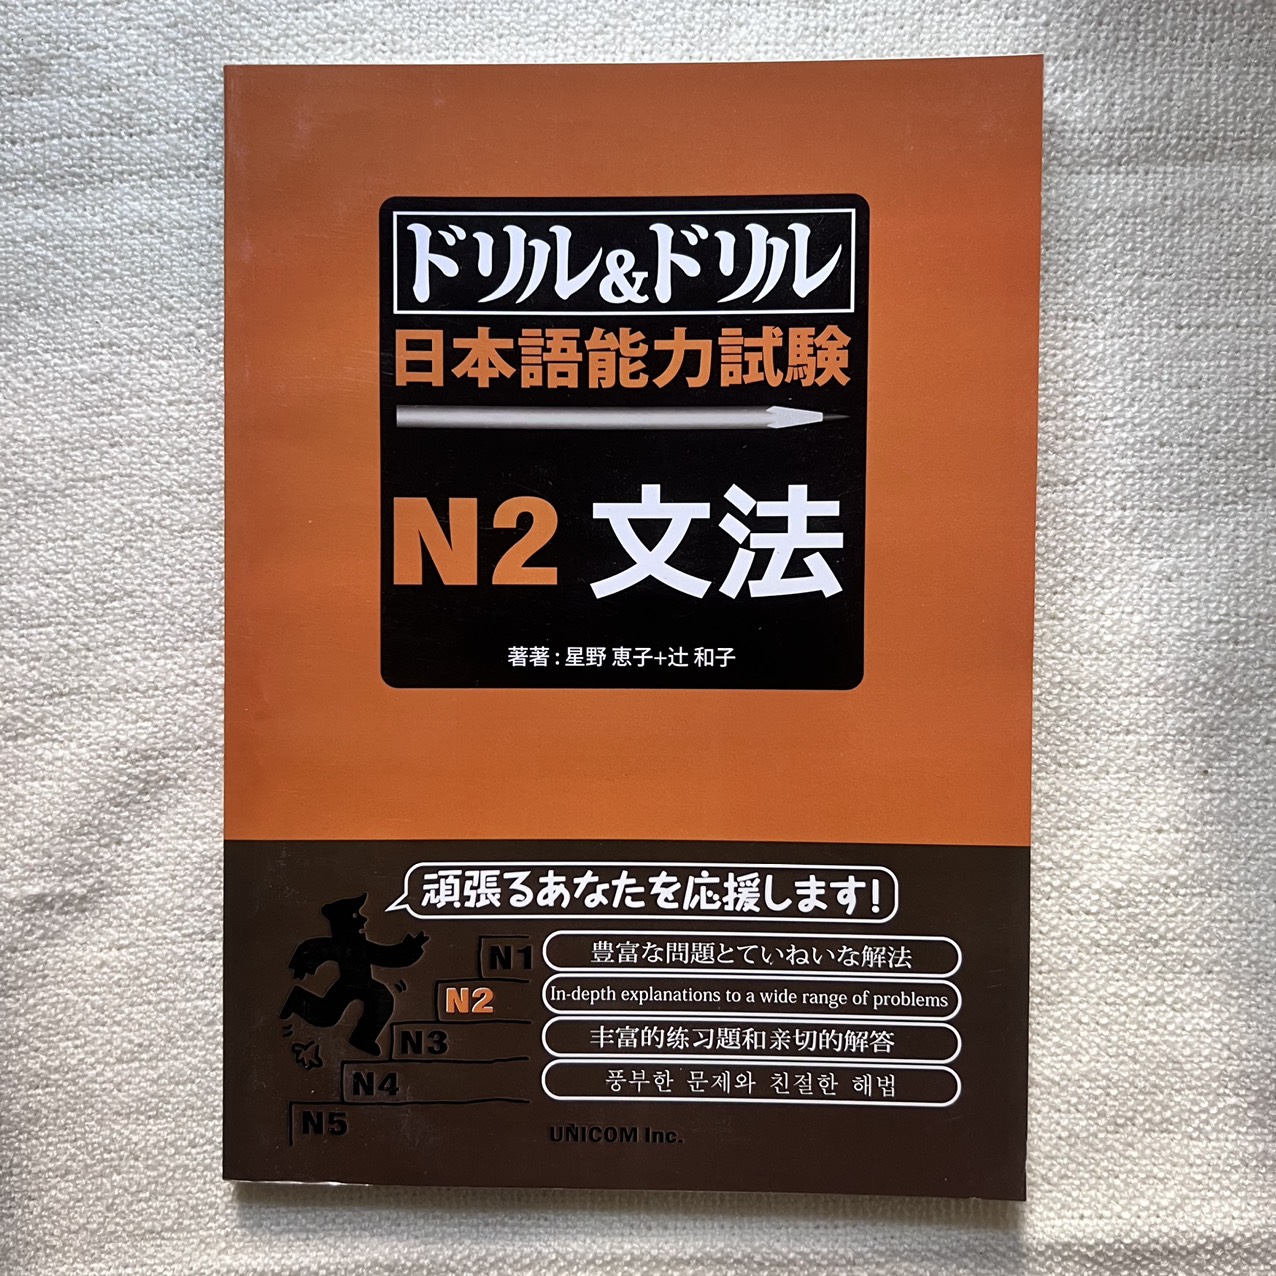 ドリル&ドリル
日本語能力試験
N2 文法
著著:星野 恵子+辻 和子
頑張るあなたを応援します!
N1
N2
N3
N4
N5
豊富な問題とていねいな解法
In-depth explanations to a wide range of problems
丰富的练习题和亲切的解答
풍부한 문제와 친절한 해법
UNICOM Inc.